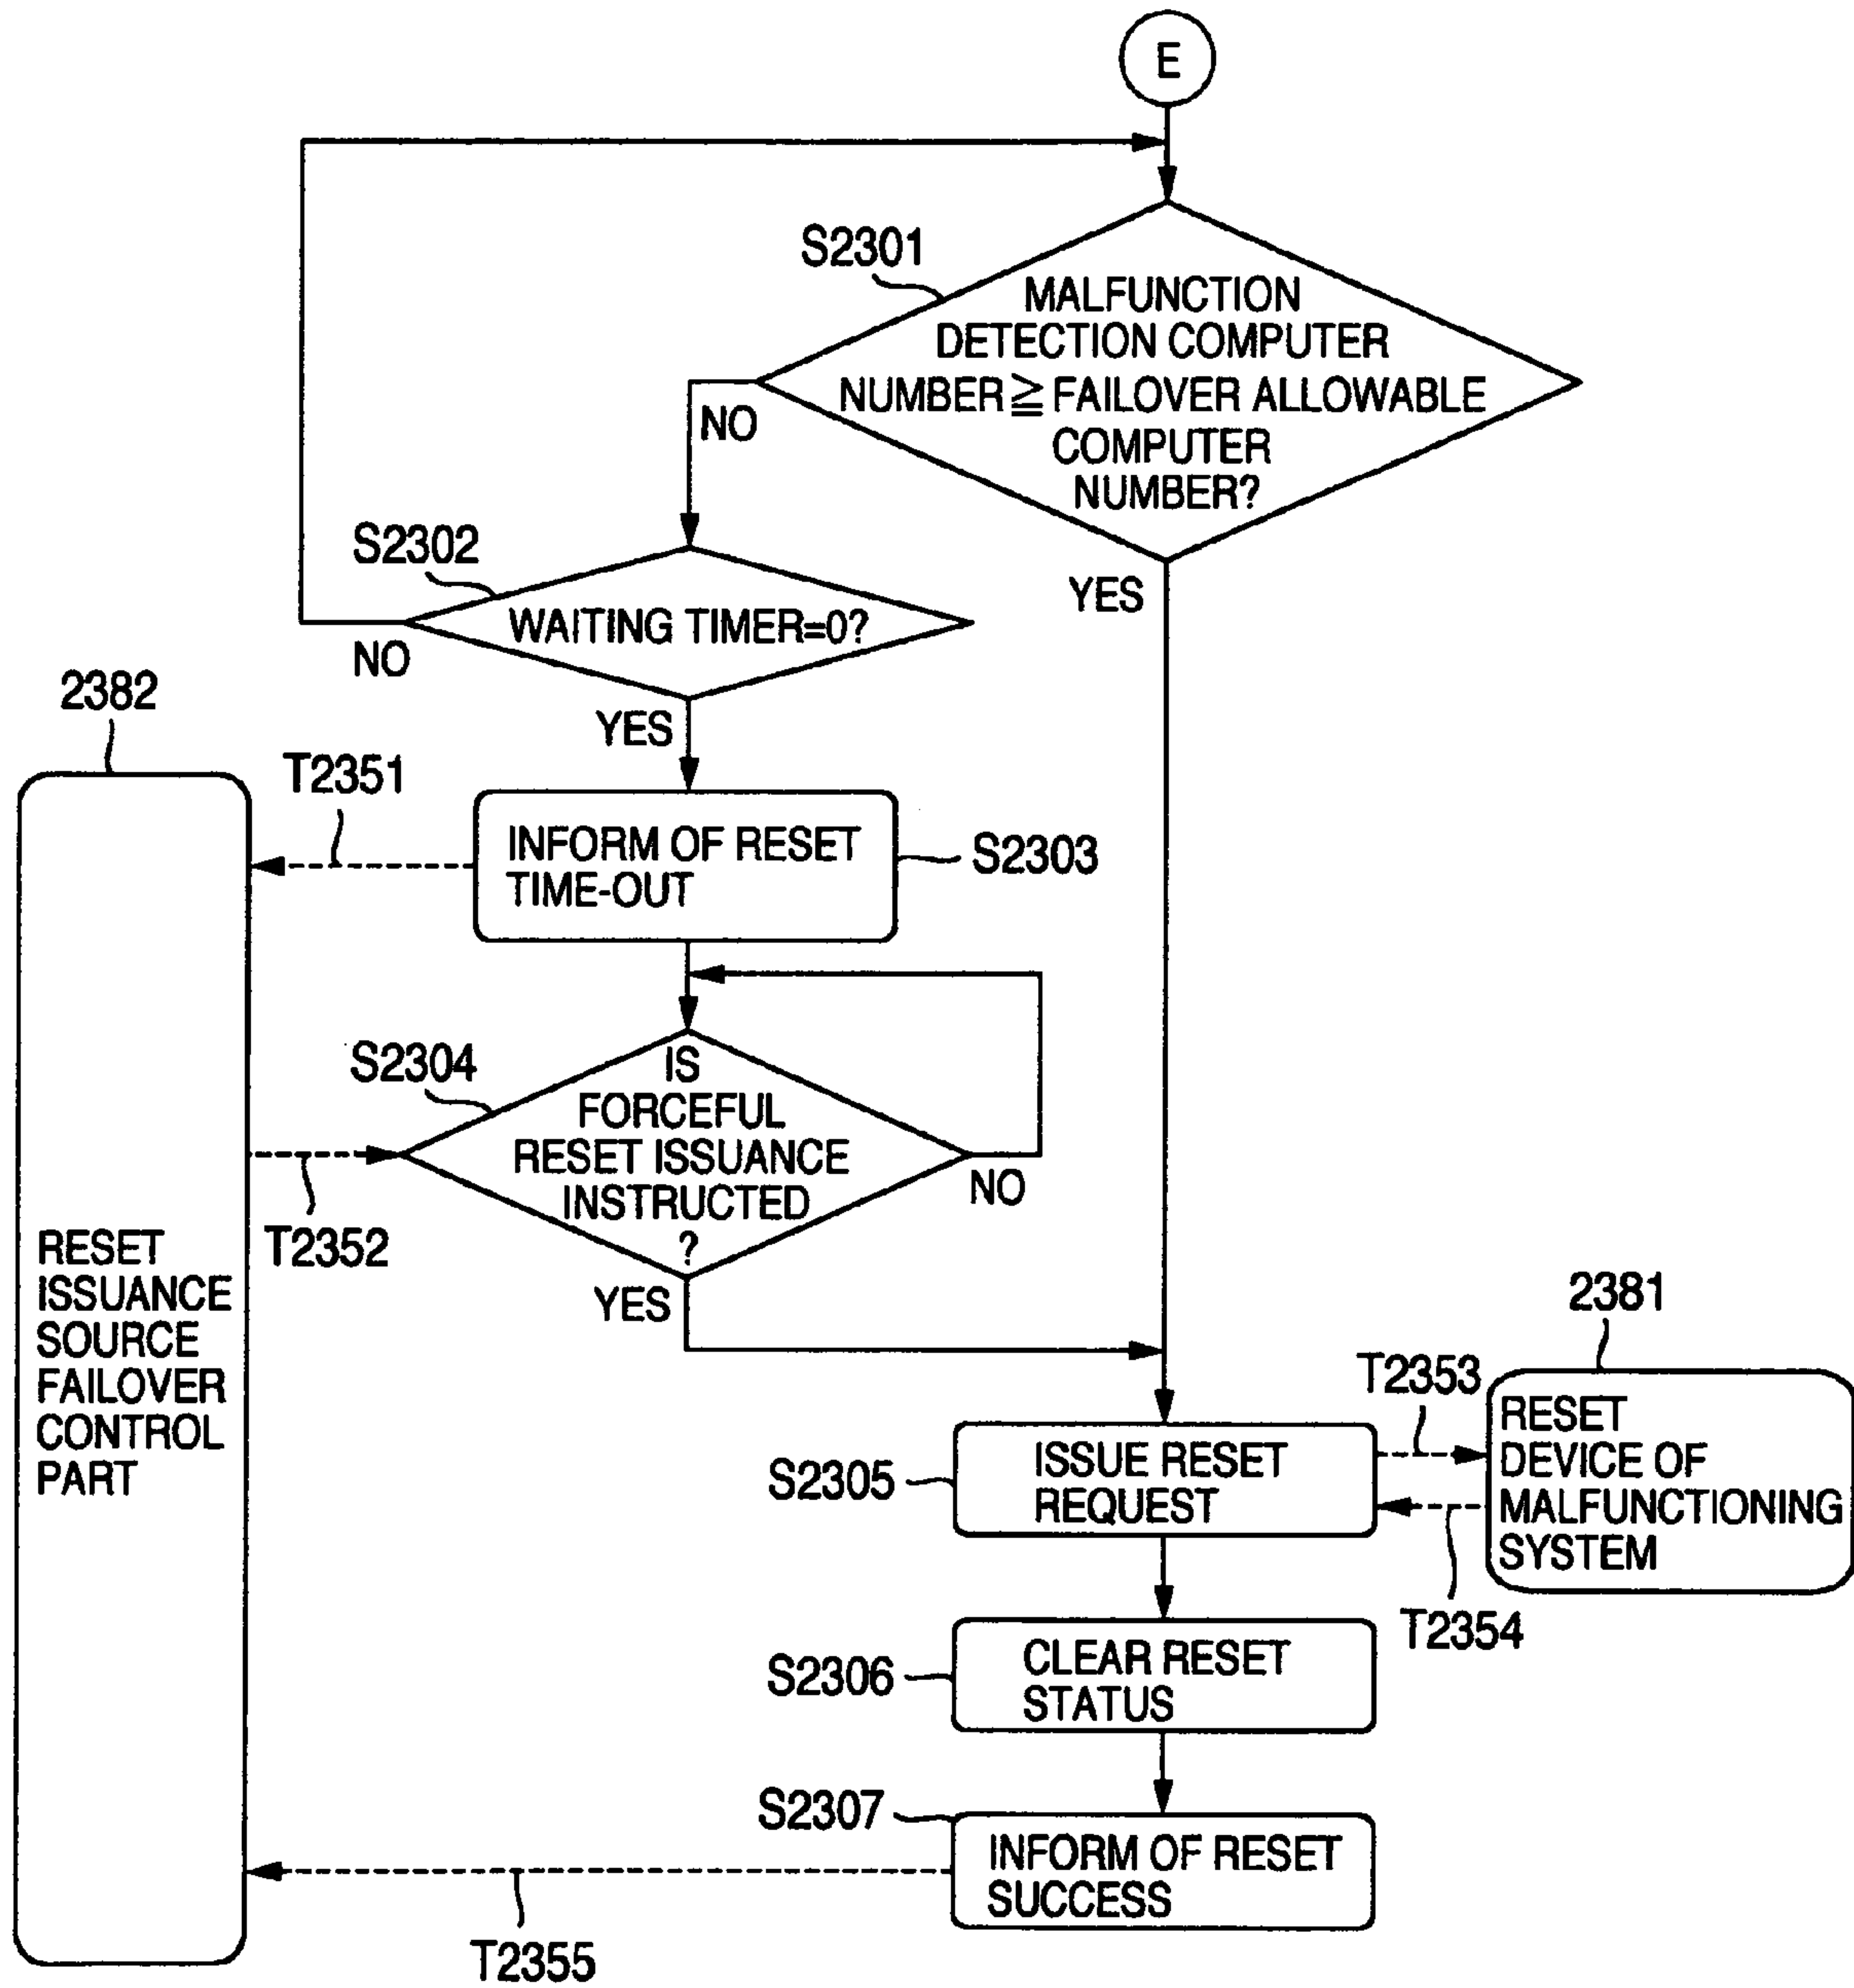 E
S2301
MALFUNCTION
DETECTION COMPUTER
NUMBER≧FAILOVER ALLOWABLE
COMPUTER
NUMBER?
NO
YES
S2302
WAITING TIMER=0?
NO
YES
2382
T2351
INFORM OF RESET
TIME-OUT
S2303
S2304
IS
FORCEFUL
RESET ISSUANCE
INSTRUCTED
?
NO
YES
T2352
RESET
ISSUANCE
SOURCE
FAILOVER
CONTROL
PART
2381
T2353
RESET
DEVICE OF
MALFUNCTIONING
SYSTEM
S2305
ISSUE RESET
REQUEST
T2354
S2306
CLEAR RESET
STATUS
S2307
INFORM OF RESET
SUCCESS
T2355